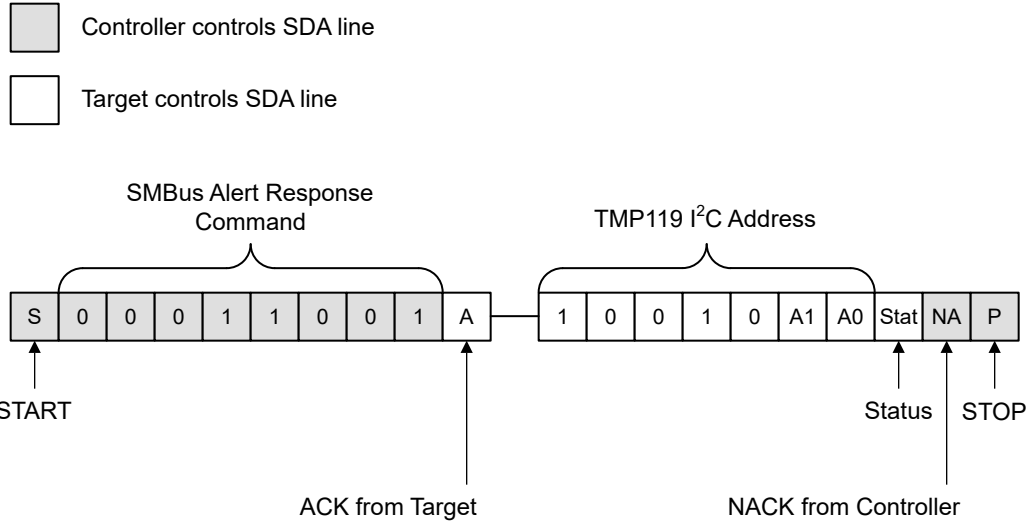 Controller controls SDA line
Target controls SDA line
SMBus Alert Response
Command
TMP119 I²C Address
S 0 0 0 1 1 0 0 1 A 1 0 0 1 0 A1 A0 Stat NA P
START
Status
STOP
ACK from Target
NACK from Controller